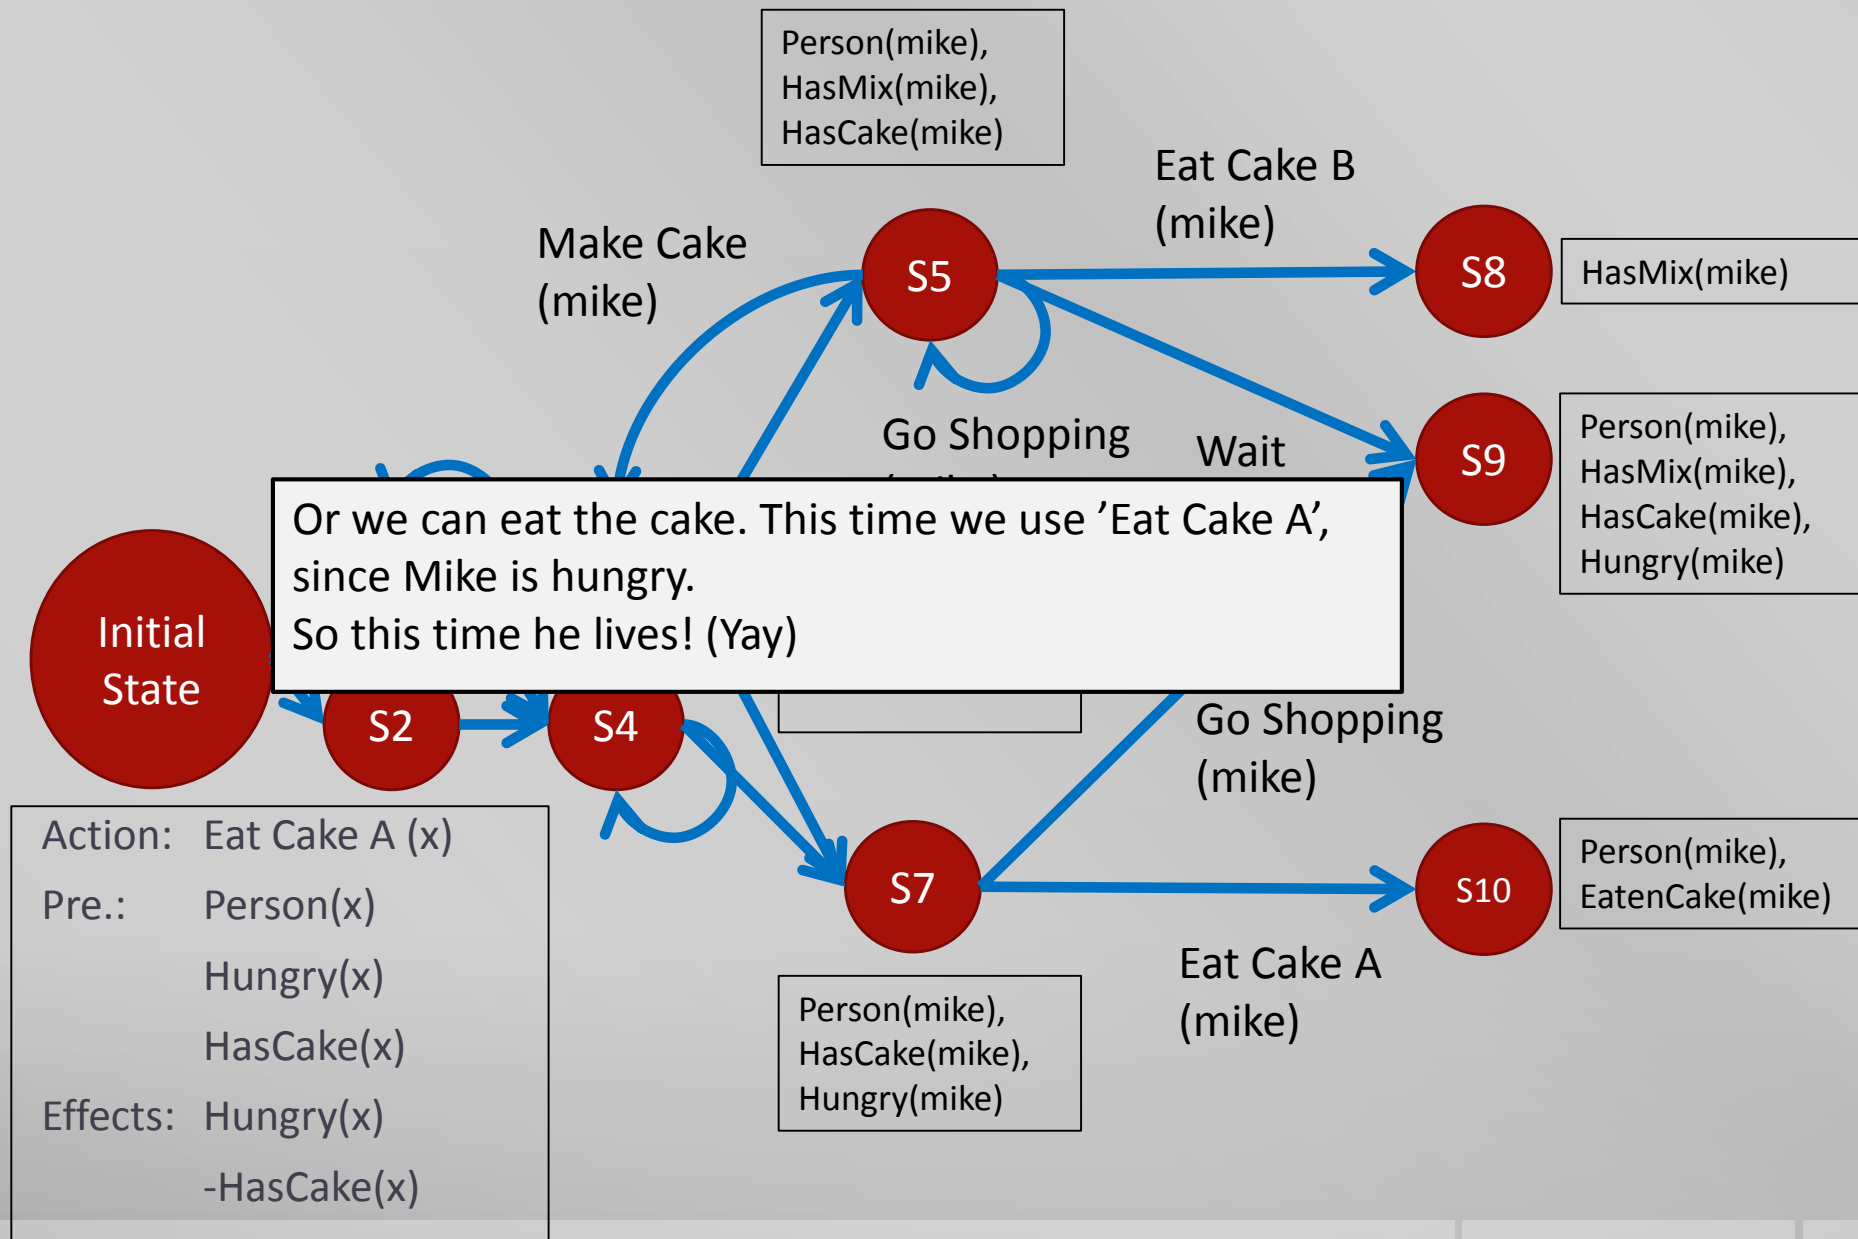 Person(mike),
HasMix(mike),
HasCake(mike)
Eat Cake B
(mike)
Make Cake
(mike)
S5
S8
HasMix(mike)
Go Shopping
Wait
S9
Person(mike),
HasMix(mike),
HasCake(mike),
Hungry(mike)
Or we can eat the cake. This time we use ’Eat Cake A’,
since Mike is hungry.
So this time he lives! (Yay)
Initial
State
S2
S4
Go Shopping
(mike)
S7
S10
Person(mike),
EatenCake(mike)
Eat Cake A
(mike)
Person(mike),
HasCake(mike),
Hungry(mike)
Action: Eat Cake A (x)
Pre.: Person(x)
Hungry(x)
HasCake(x)
Effects: Hungry(x)
-HasCake(x)